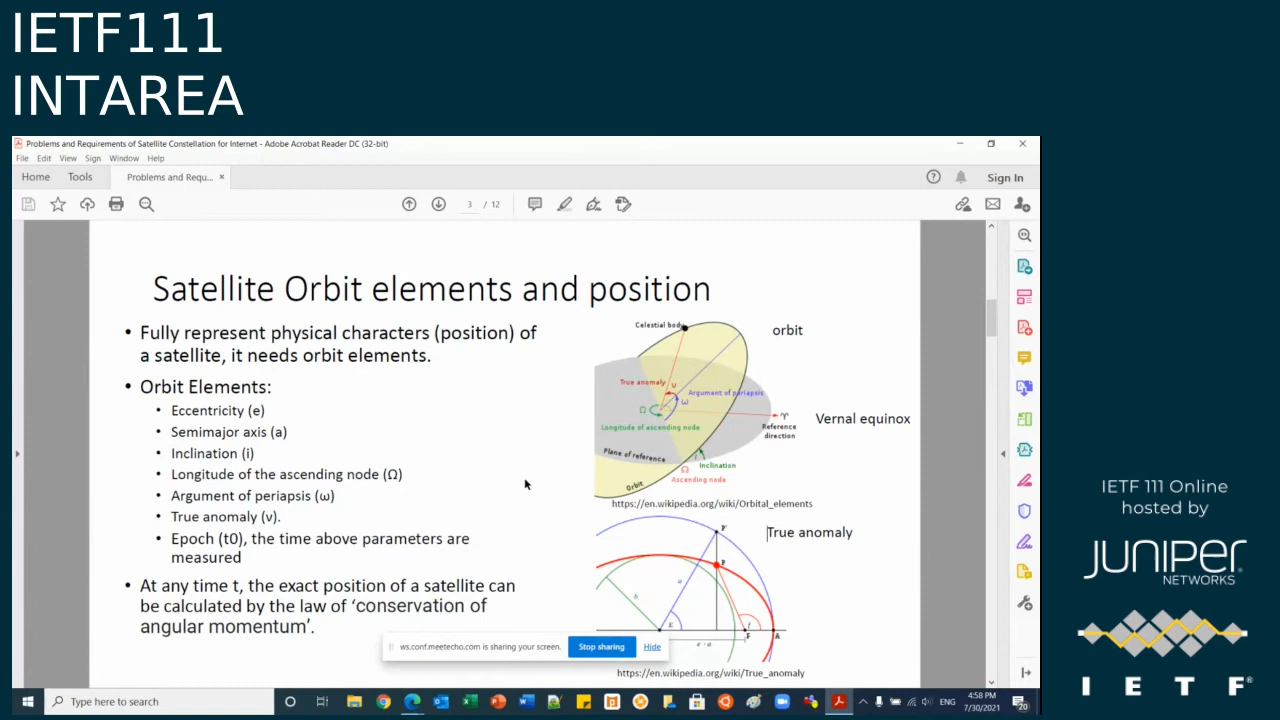 IETF111
INTAREA
Problems and Requirements of Satellite Constellation for Internet - Adobe Acrobat Reader DC (32-bit)
File Edit View Sign Window Help
Home Tools Problems and Requ... × Sign In
3 / 12
Satellite Orbit elements and position
• Fully represent physical characters (position) of
a satellite, it needs orbit elements.
• Orbit Elements:
• Eccentricity (e)
• Semimajor axis (a)
• Inclination (i)
• Longitude of the ascending node (Ω)
• Argument of periapsis (ω)
• True anomaly (v).
• Epoch (t0), the time above parameters are
measured
• At any time t, the exact position of a satellite can
be calculated by the law of ‘conservation of
angular momentum’.
Celestial body
orbit
True anomaly
υ
Argument of periapsis
ω
Ω
♈
Vernal equinox
Longitude of ascending node
Reference
direction
Plane of reference
i
Inclination
Ω
Ascending node
Orbit
https://en.wikipedia.org/wiki/Orbital_elements
True anomaly
P'
P
a
b
E
f
F
A
https://en.wikipedia.org/wiki/True_anomaly
ws.conf.meetecho.com is sharing your screen. Stop sharing Hide
Type here to search
ENG
4:58 PM
7/30/2021
20
IETF 111 Online
hosted by
JUNIPER
NETWORKS
I E T F®